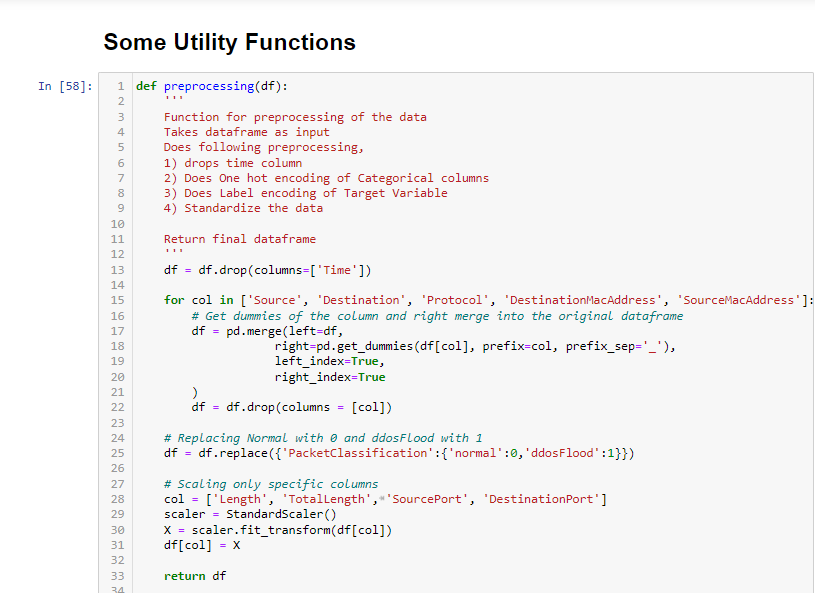 Some Utility Functions
In [58]:
1 def preprocessing(df):
2     '''
3     Function for preprocessing of the data
4     Takes dataframe as input
5     Does following preprocessing,
6     1) drops time column
7     2) Does One hot encoding of Categorical columns
8     3) Does Label encoding of Target Variable
9     4) Standardize the data
10
11     Return final dataframe
12     '''
13     df = df.drop(columns=['Time'])
14
15     for col in ['Source', 'Destination', 'Protocol', 'DestinationMacAddress', 'SourceMacAddress']:
16         # Get dummies of the column and right merge into the original dataframe
17         df = pd.merge(left=df,
18                     right=pd.get_dummies(df[col], prefix=col, prefix_sep='_'),
19                     left_index=True,
20                     right_index=True
21         )
22         df = df.drop(columns = [col])
23
24     # Replacing Normal with 0 and ddosFlood with 1
25     df = df.replace({'PacketClassification':{'normal':0,'ddosFlood':1}})
26
27     # Scaling only specific columns
28     col = ['Length', 'TotalLength', 'SourcePort', 'DestinationPort']
29     scaler = StandardScaler()
30     X = scaler.fit_transform(df[col])
31     df[col] = X
32
33     return df
34